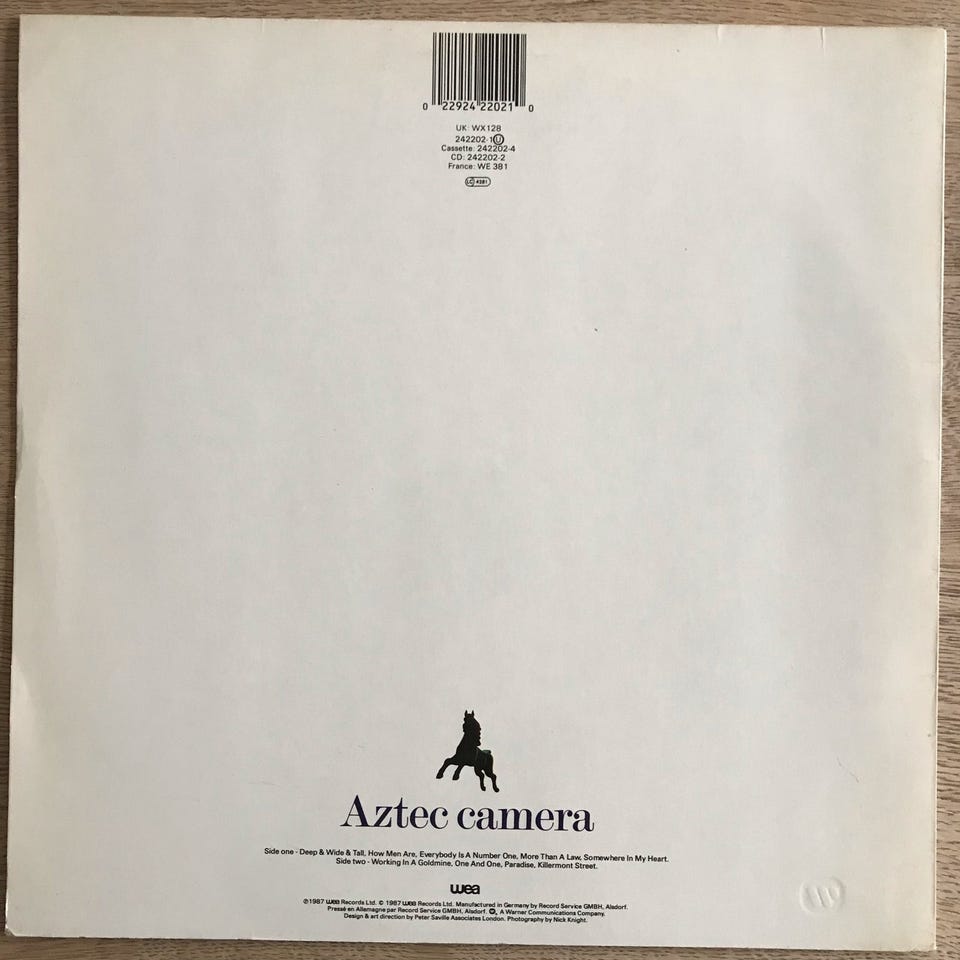 0 22924 22021 0
UK: WX128
242202-1 U
Cassette: 242202-4
CD: 242202-2
France: WE 381
LC 4281
Aztec camera
Side one - Deep & Wide & Tall, How Men Are, Everybody Is A Number One, More Than A Law, Somewhere In My Heart.
Side two - Working In A Goldmine, One And One, Paradise, Killermont Street.
wea
℗ 1987 wea Records Ltd. © 1987 wea Records Ltd. Manufactured in Germany by Record Service GMBH, Alsdorf.
Pressé en Allemagne par Record Service GMBH, Alsdorf. A Warner Communications Company.
Design & art direction by Peter Saville Associates London. Photography by Nick Knight.